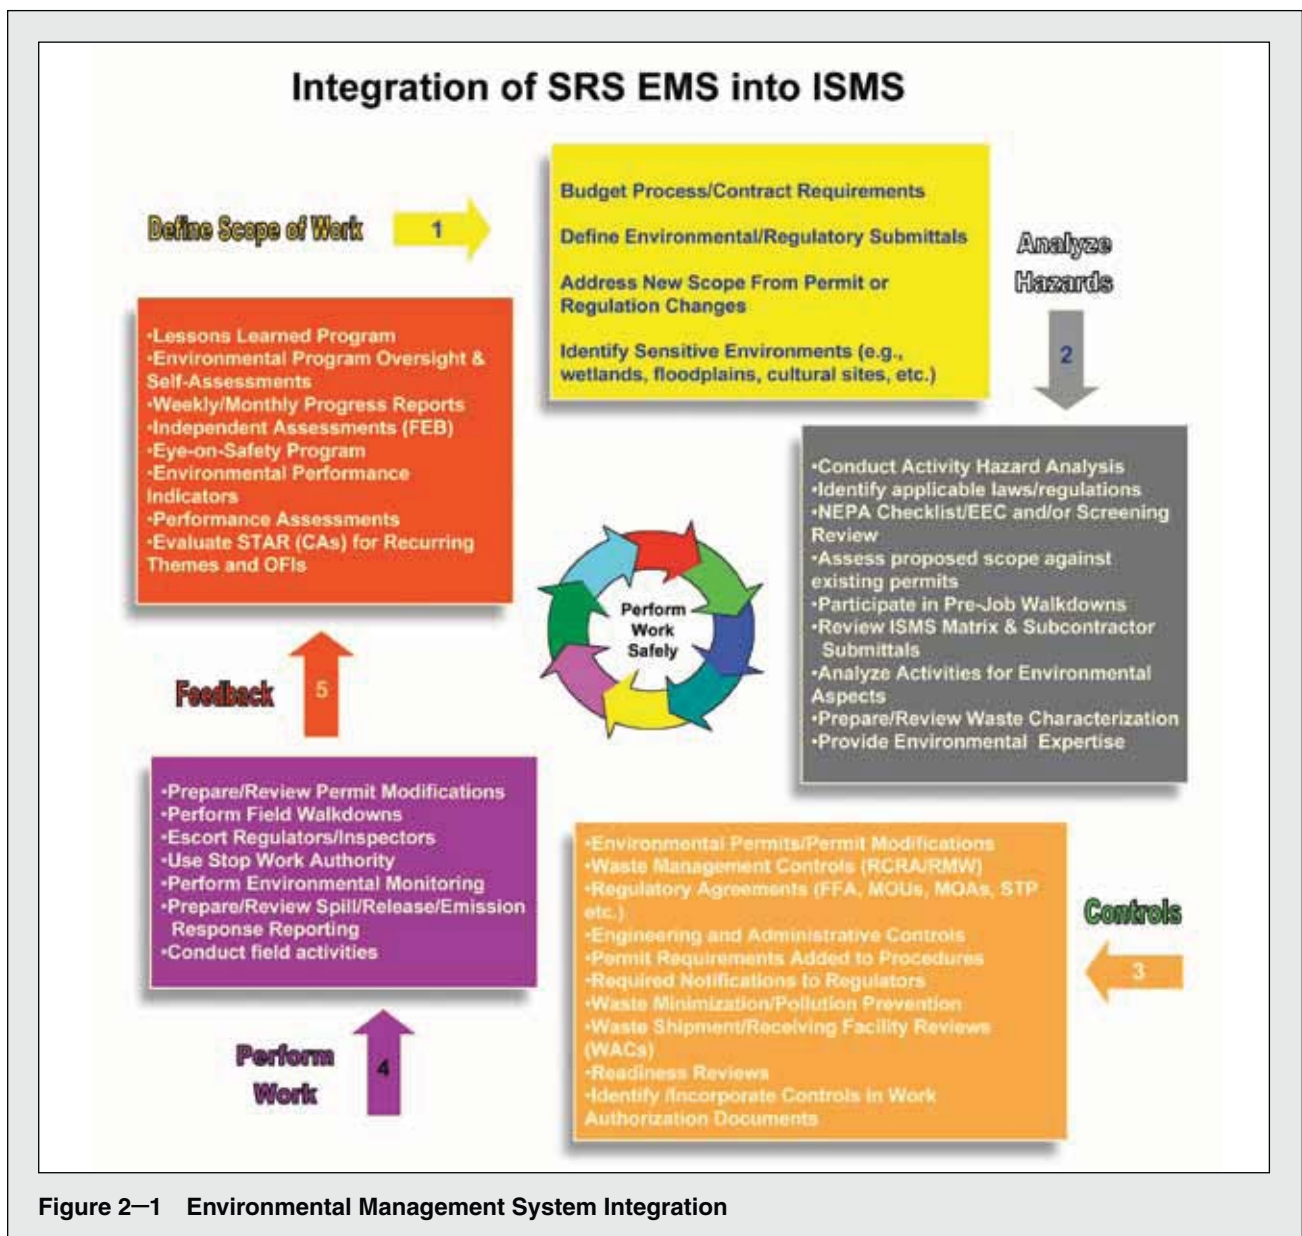 Integration of SRS EMS into ISMS
Define Scope of Work
1
Budget Process/Contract Requirements
Define Environmental/Regulatory Submittals
Address New Scope From Permit or
Regulation Changes
Identify Sensitive Environments (e.g.,
wetlands, floodplains, cultural sites, etc.)
Analyze
Hazards
2
•Conduct Activity Hazard Analysis
•Identify applicable laws/regulations
•NEPA Checklist/EEC and/or Screening
Review
•Assess proposed scope against
existing permits
•Participate in Pre-Job Walkdowns
•Review ISMS Matrix & Subcontractor
Submittals
•Analyze Activities for Environmental
Aspects
•Prepare/Review Waste Characterization
•Provide Environmental Expertise
Controls
3
•Environmental Permits/Permit Modifications
•Waste Management Controls (RCRA/RMW)
•Regulatory Agreements (FFA, MOUs, MOAs, STP
etc.)
•Engineering and Administrative Controls
•Permit Requirements Added to Procedures
•Required Notifications to Regulators
•Waste Minimization/Pollution Prevention
•Waste Shipment/Receiving Facility Reviews
(WACs)
•Readiness Reviews
•Identify /Incorporate Controls in Work
Authorization Documents
Perform
Work
4
•Prepare/Review Permit Modifications
•Perform Field Walkdowns
•Escort Regulators/Inspectors
•Use Stop Work Authority
•Perform Environmental Monitoring
•Prepare/Review Spill/Release/Emission
Response Reporting
•Conduct field activities
Feedback
5
•Lessons Learned Program
•Environmental Program Oversight &
Self-Assessments
•Weekly/Monthly Progress Reports
•Independent Assessments (FEB)
•Eye-on-Safety Program
•Environmental Performance
Indicators
•Performance Assessments
•Evaluate STAR (CAs) for Recurring
Themes and OFIs
Perform
Work
Safely
Figure 2–1 Environmental Management System Integration